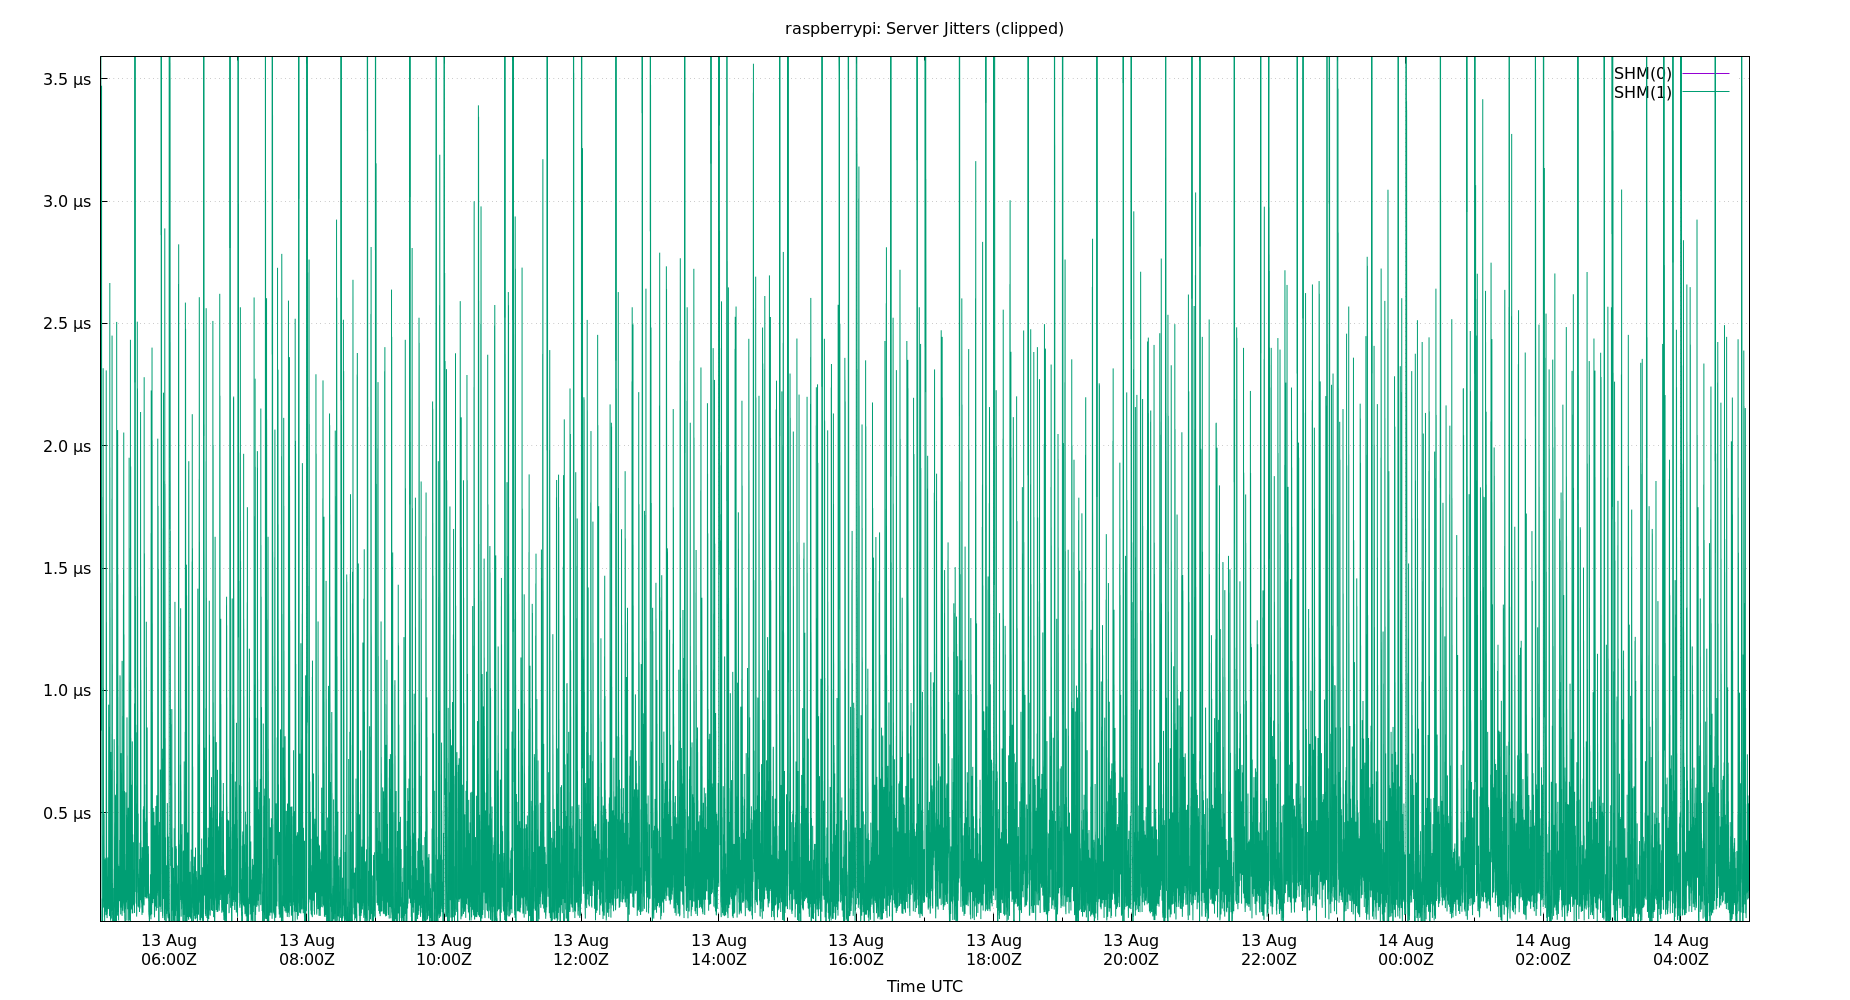 raspberrypi: Server Jitters (clipped)
SHM(0)
SHM(1)
3.5 µs
3.0 µs
2.5 µs
2.0 µs
1.5 µs
1.0 µs
0.5 µs
13 Aug 13 Aug 13 Aug 13 Aug 13 Aug 13 Aug 13 Aug 13 Aug 13 Aug 14 Aug 14 Aug 14 Aug
06:00Z 08:00Z 10:00Z 12:00Z 14:00Z 16:00Z 18:00Z 20:00Z 22:00Z 00:00Z 02:00Z 04:00Z
Time UTC